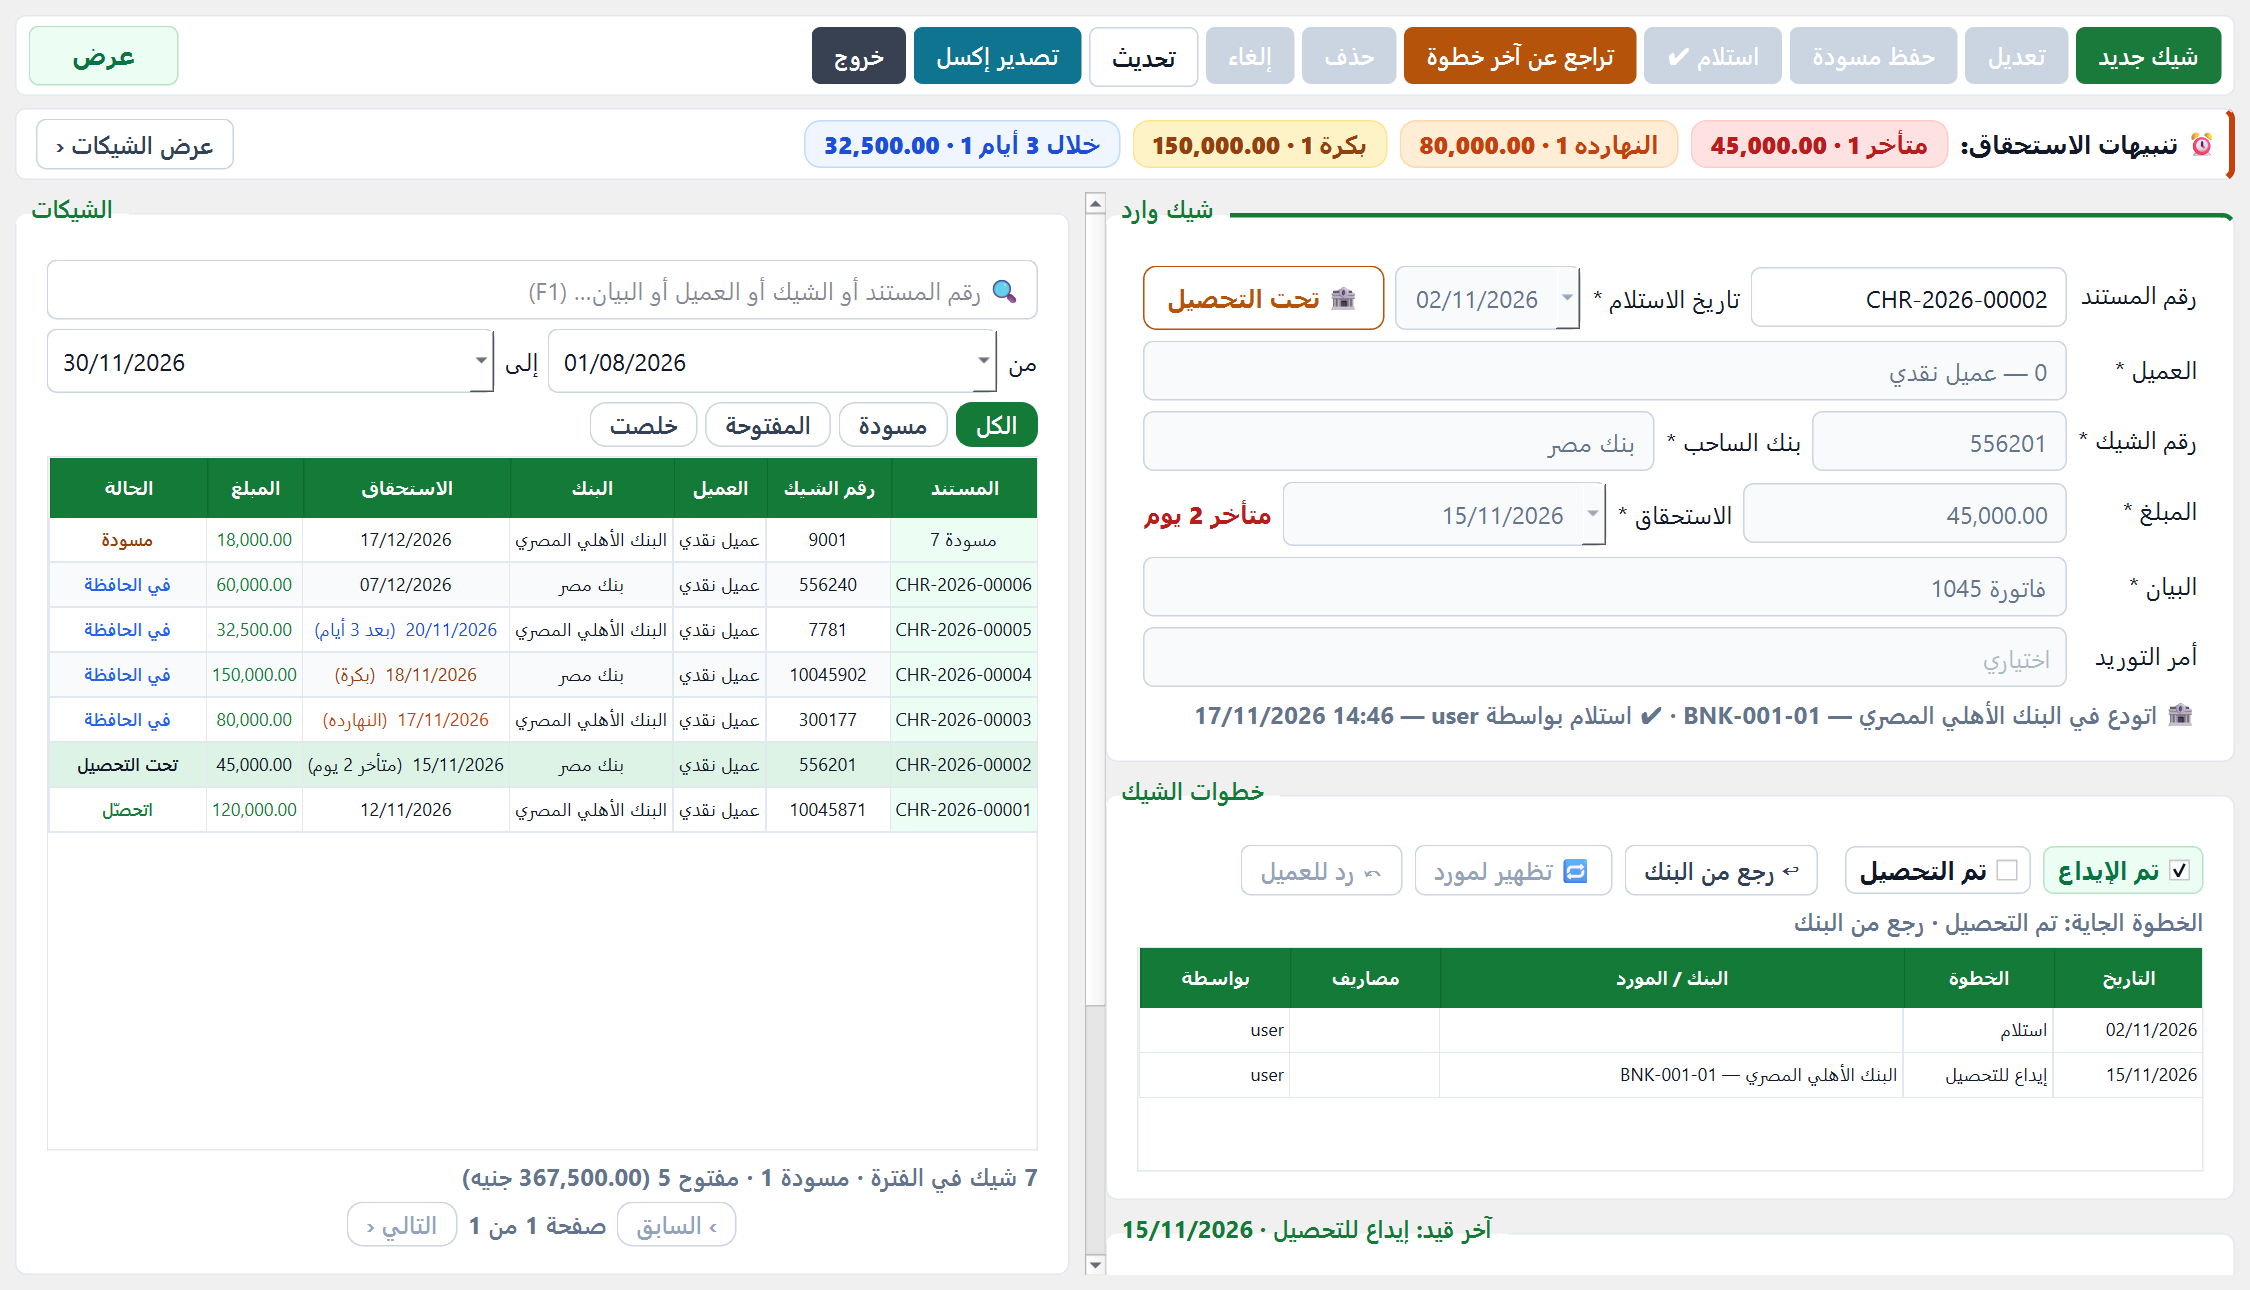 شيك جديد تعديل حفظ مسودة استلام ✔ تراجع عن آخر خطوة حذف إلغاء تحديث تصدير إكسل خروج عرض
⏰ تنبيهات الاستحقاق: متأخر 1 · 45,000.00 النهارده 1 · 80,000.00 بكرة 1 · 150,000.00 خلال 3 أيام 1 · 32,500.00 عرض الشيكات ‹
شيك وارد
رقم المستند CHR-2026-00002 تاريخ الاستلام * 02/11/2026 🏦 تحت التحصيل
العميل * 0 — عميل نقدي
رقم الشيك * 556201 بنك الساحب * بنك مصر
المبلغ * 45,000.00 الاستحقاق * 15/11/2026 متأخر 2 يوم
البيان * فاتورة 1045
أمر التوريد اختياري
🏦 اتودع في البنك الأهلي المصري — BNK-001-01 · ✔ استلام بواسطة user — 17/11/2026 14:46
خطوات الشيك
تم الإيداع تم التحصيل ↩ رجع من البنك 🔁 تظهير لمورد ↶ رد للعميل
الخطوة الجاية: تم التحصيل · رجع من البنك
التاريخ الخطوة البنك / المورد مصاريف بواسطة
02/11/2026 استلام user
15/11/2026 إيداع للتحصيل البنك الأهلي المصري — BNK-001-01 user
آخر قيد: إيداع للتحصيل · 15/11/2026
الشيكات
🔍 رقم المستند أو الشيك أو العميل أو البيان... (F1)
من 01/08/2026 إلى 30/11/2026
الكل مسودة المفتوحة خلصت
المستند رقم الشيك العميل البنك الاستحقاق المبلغ الحالة
مسودة 7 9001 عميل نقدي البنك الأهلي المصري 17/12/2026 18,000.00 مسودة
CHR-2026-00006 556240 عميل نقدي بنك مصر 07/12/2026 60,000.00 في الحافظة
CHR-2026-00005 7781 عميل نقدي البنك الأهلي المصري 20/11/2026 (بعد 3 أيام) 32,500.00 في الحافظة
CHR-2026-00004 10045902 عميل نقدي بنك مصر 18/11/2026 (بكرة) 150,000.00 في الحافظة
CHR-2026-00003 300177 عميل نقدي البنك الأهلي المصري 17/11/2026 (النهارده) 80,000.00 في الحافظة
CHR-2026-00002 556201 عميل نقدي بنك مصر 15/11/2026 (متأخر 2 يوم) 45,000.00 تحت التحصيل
CHR-2026-00001 10045871 عميل نقدي البنك الأهلي المصري 12/11/2026 120,000.00 اتحصّل
7 شيك في الفترة · مسودة 1 · مفتوح 5 (367,500.00 جنيه)
› السابق صفحة 1 من 1 التالي ‹